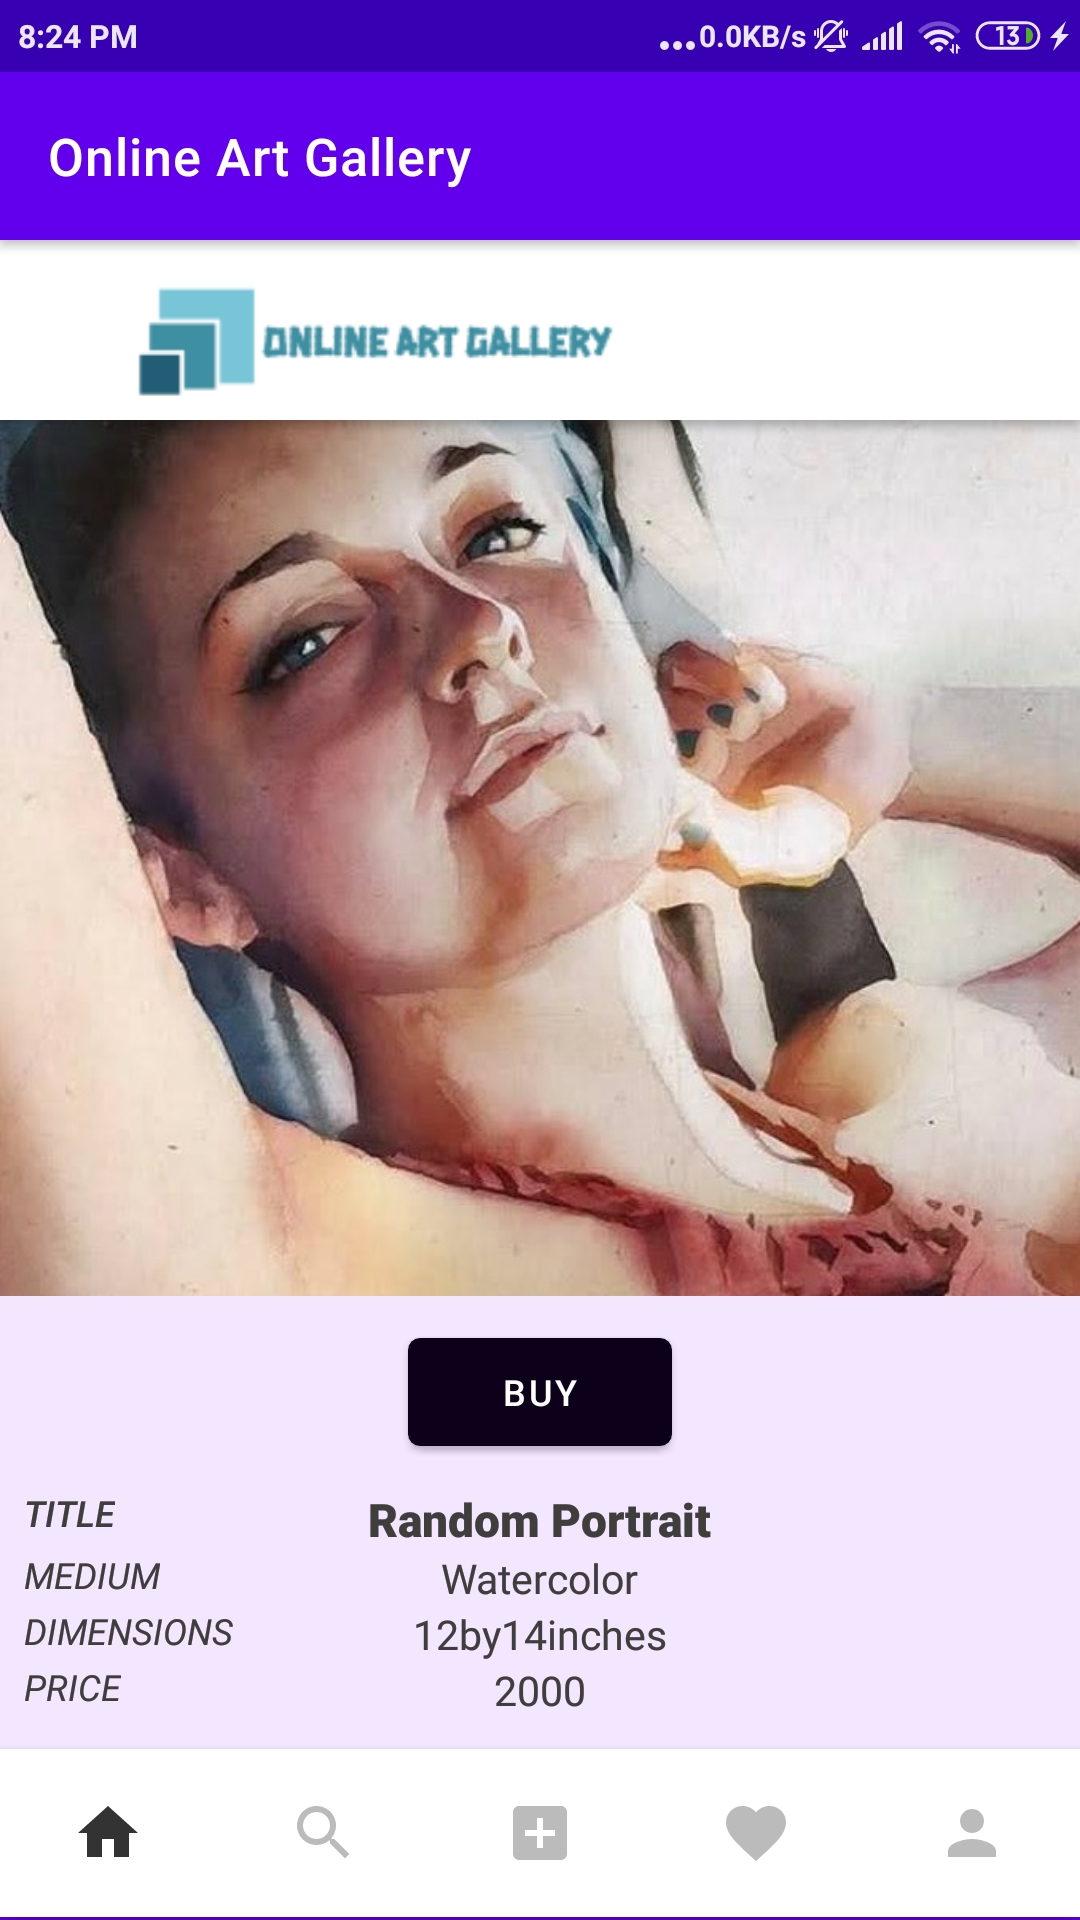 8:24 PM ...0.0KB/s 13
Online Art Gallery
ONLINE ART GALLERY
BUY
TITLE Random Portrait
MEDIUM Watercolor
DIMENSIONS 12by14inches
PRICE 2000